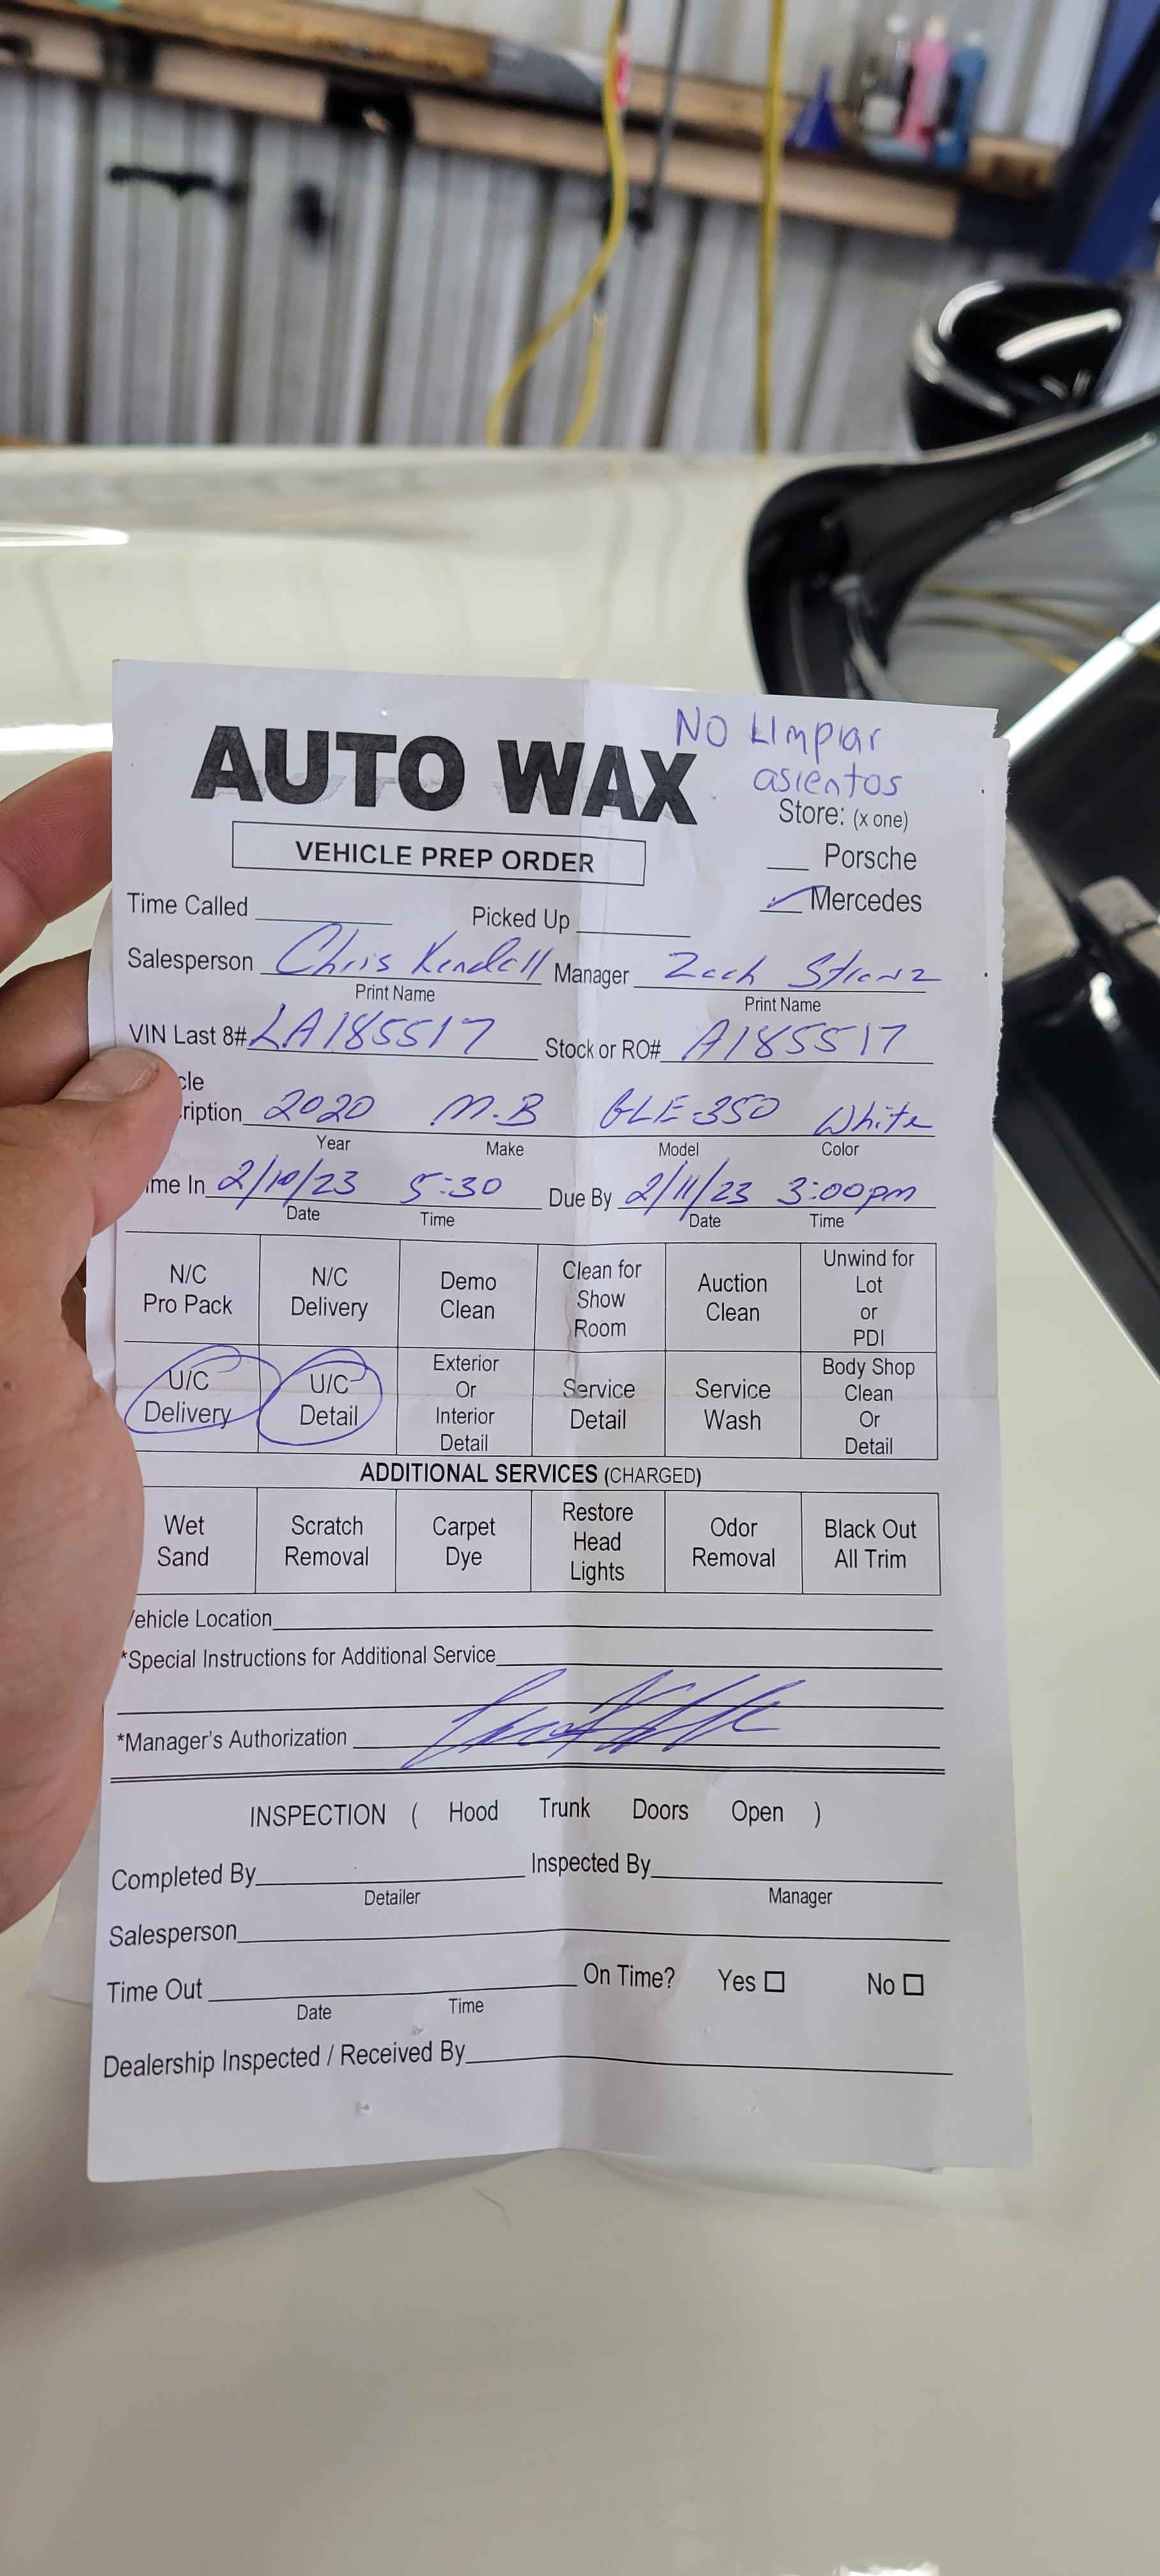 NO LImpiar
asientos
AUTO WAX
VEHICLE PREP ORDER
Store: (x one)
Porsche
Mercedes
Time Called Picked Up
Salesperson Chris Kendall Manager Zach
Print Name Print Name
VIN Last 8# LA185517 Stock or RO# A185517
cle
ription 2020 M.B GLE-350 White
Year Make Model Color
me In 2/10/23 5:30 Due By 2/11/23 3:00pm
Date Time Date Time
N/C Pro Pack N/C Delivery Demo Clean Clean for Show Room Auction Clean Unwind for Lot or PDI
U/C Delivery U/C Detail Exterior Or Interior Detail Service Detail Service Wash Body Shop Clean Or Detail
ADDITIONAL SERVICES (CHARGED)
Wet Sand Scratch Removal Carpet Dye Restore Head Lights Odor Removal Black Out All Trim
Vehicle Location
*Special Instructions for Additional Service
*Manager's Authorization
INSPECTION ( Hood Trunk Doors Open )
Completed By Inspected By
Detailer Manager
Salesperson
Time Out On Time? Yes No
Date Time
Dealership Inspected / Received By